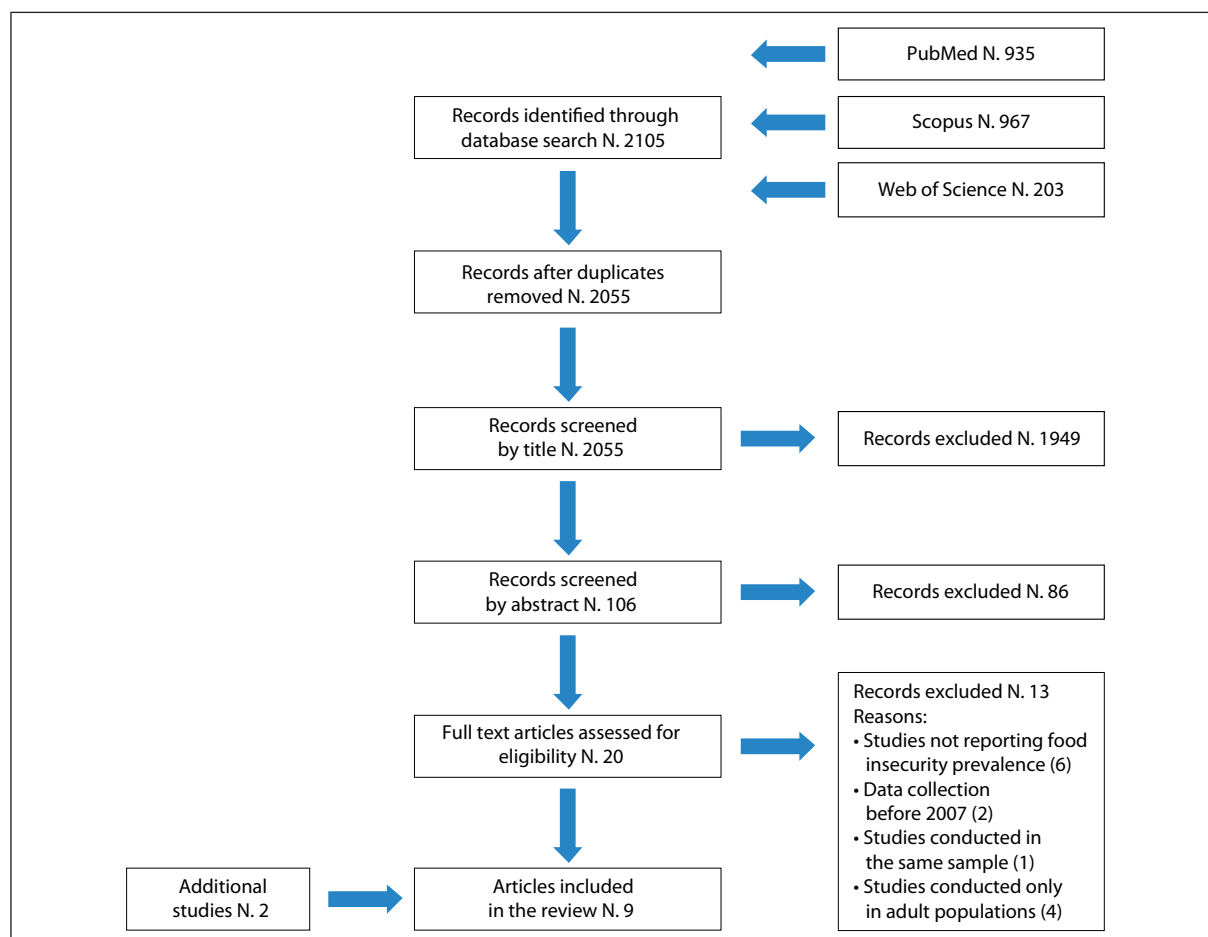 PubMed N. 935
Records identified through
database search N. 2105
Scopus N. 967
Web of Science N. 203
Records after duplicates
removed N. 2055
Records screened
by title N. 2055
Records excluded N. 1949
Records screened
by abstract N. 106
Records excluded N. 86
Full text articles assessed for
eligibility N. 20
Records excluded N. 13
Reasons:
• Studies not reporting food
insecurity prevalence (6)
• Data collection
before 2007 (2)
• Studies conducted in
the same sample (1)
• Studies conducted only
in adult populations (4)
Additional
studies N. 2
Articles included
in the review N. 9